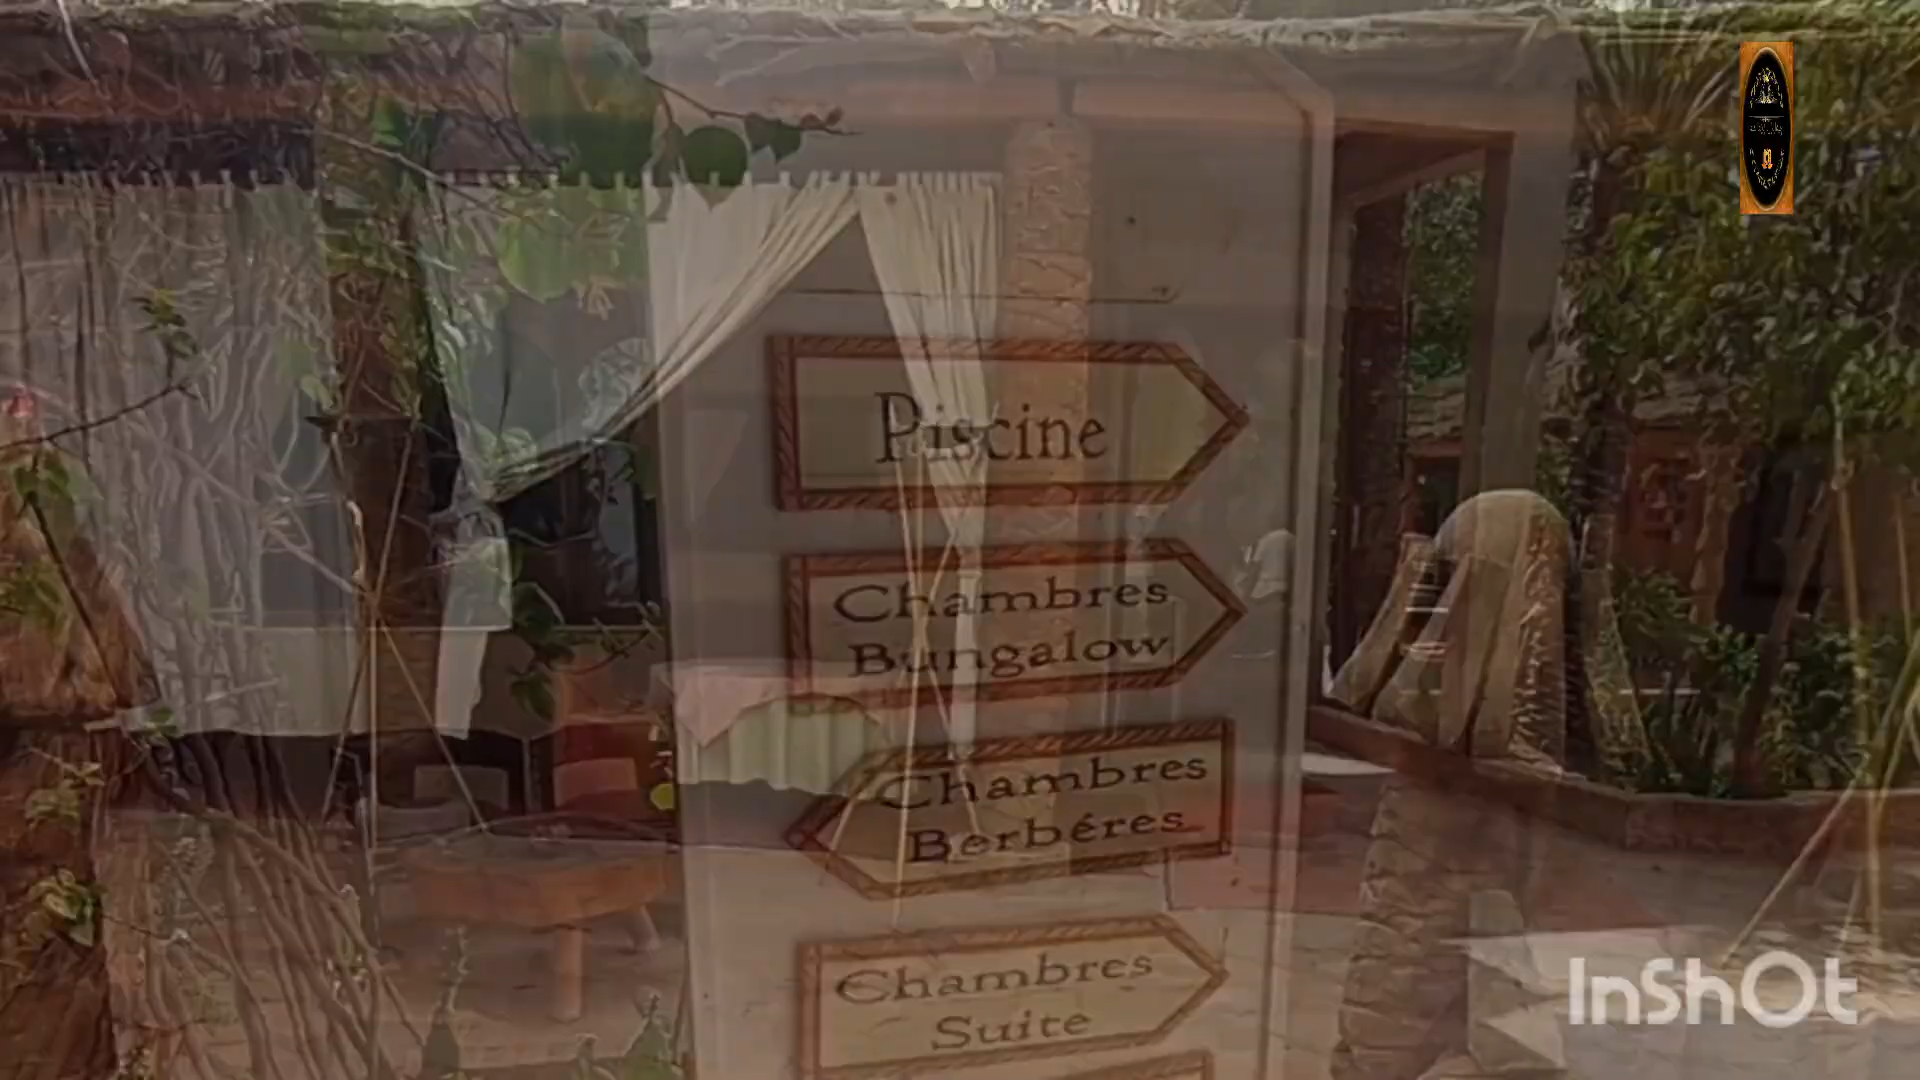 Piscine
Chambres
Bungalow
Chambres
Berbéres
Chambres
Suite
InShOt